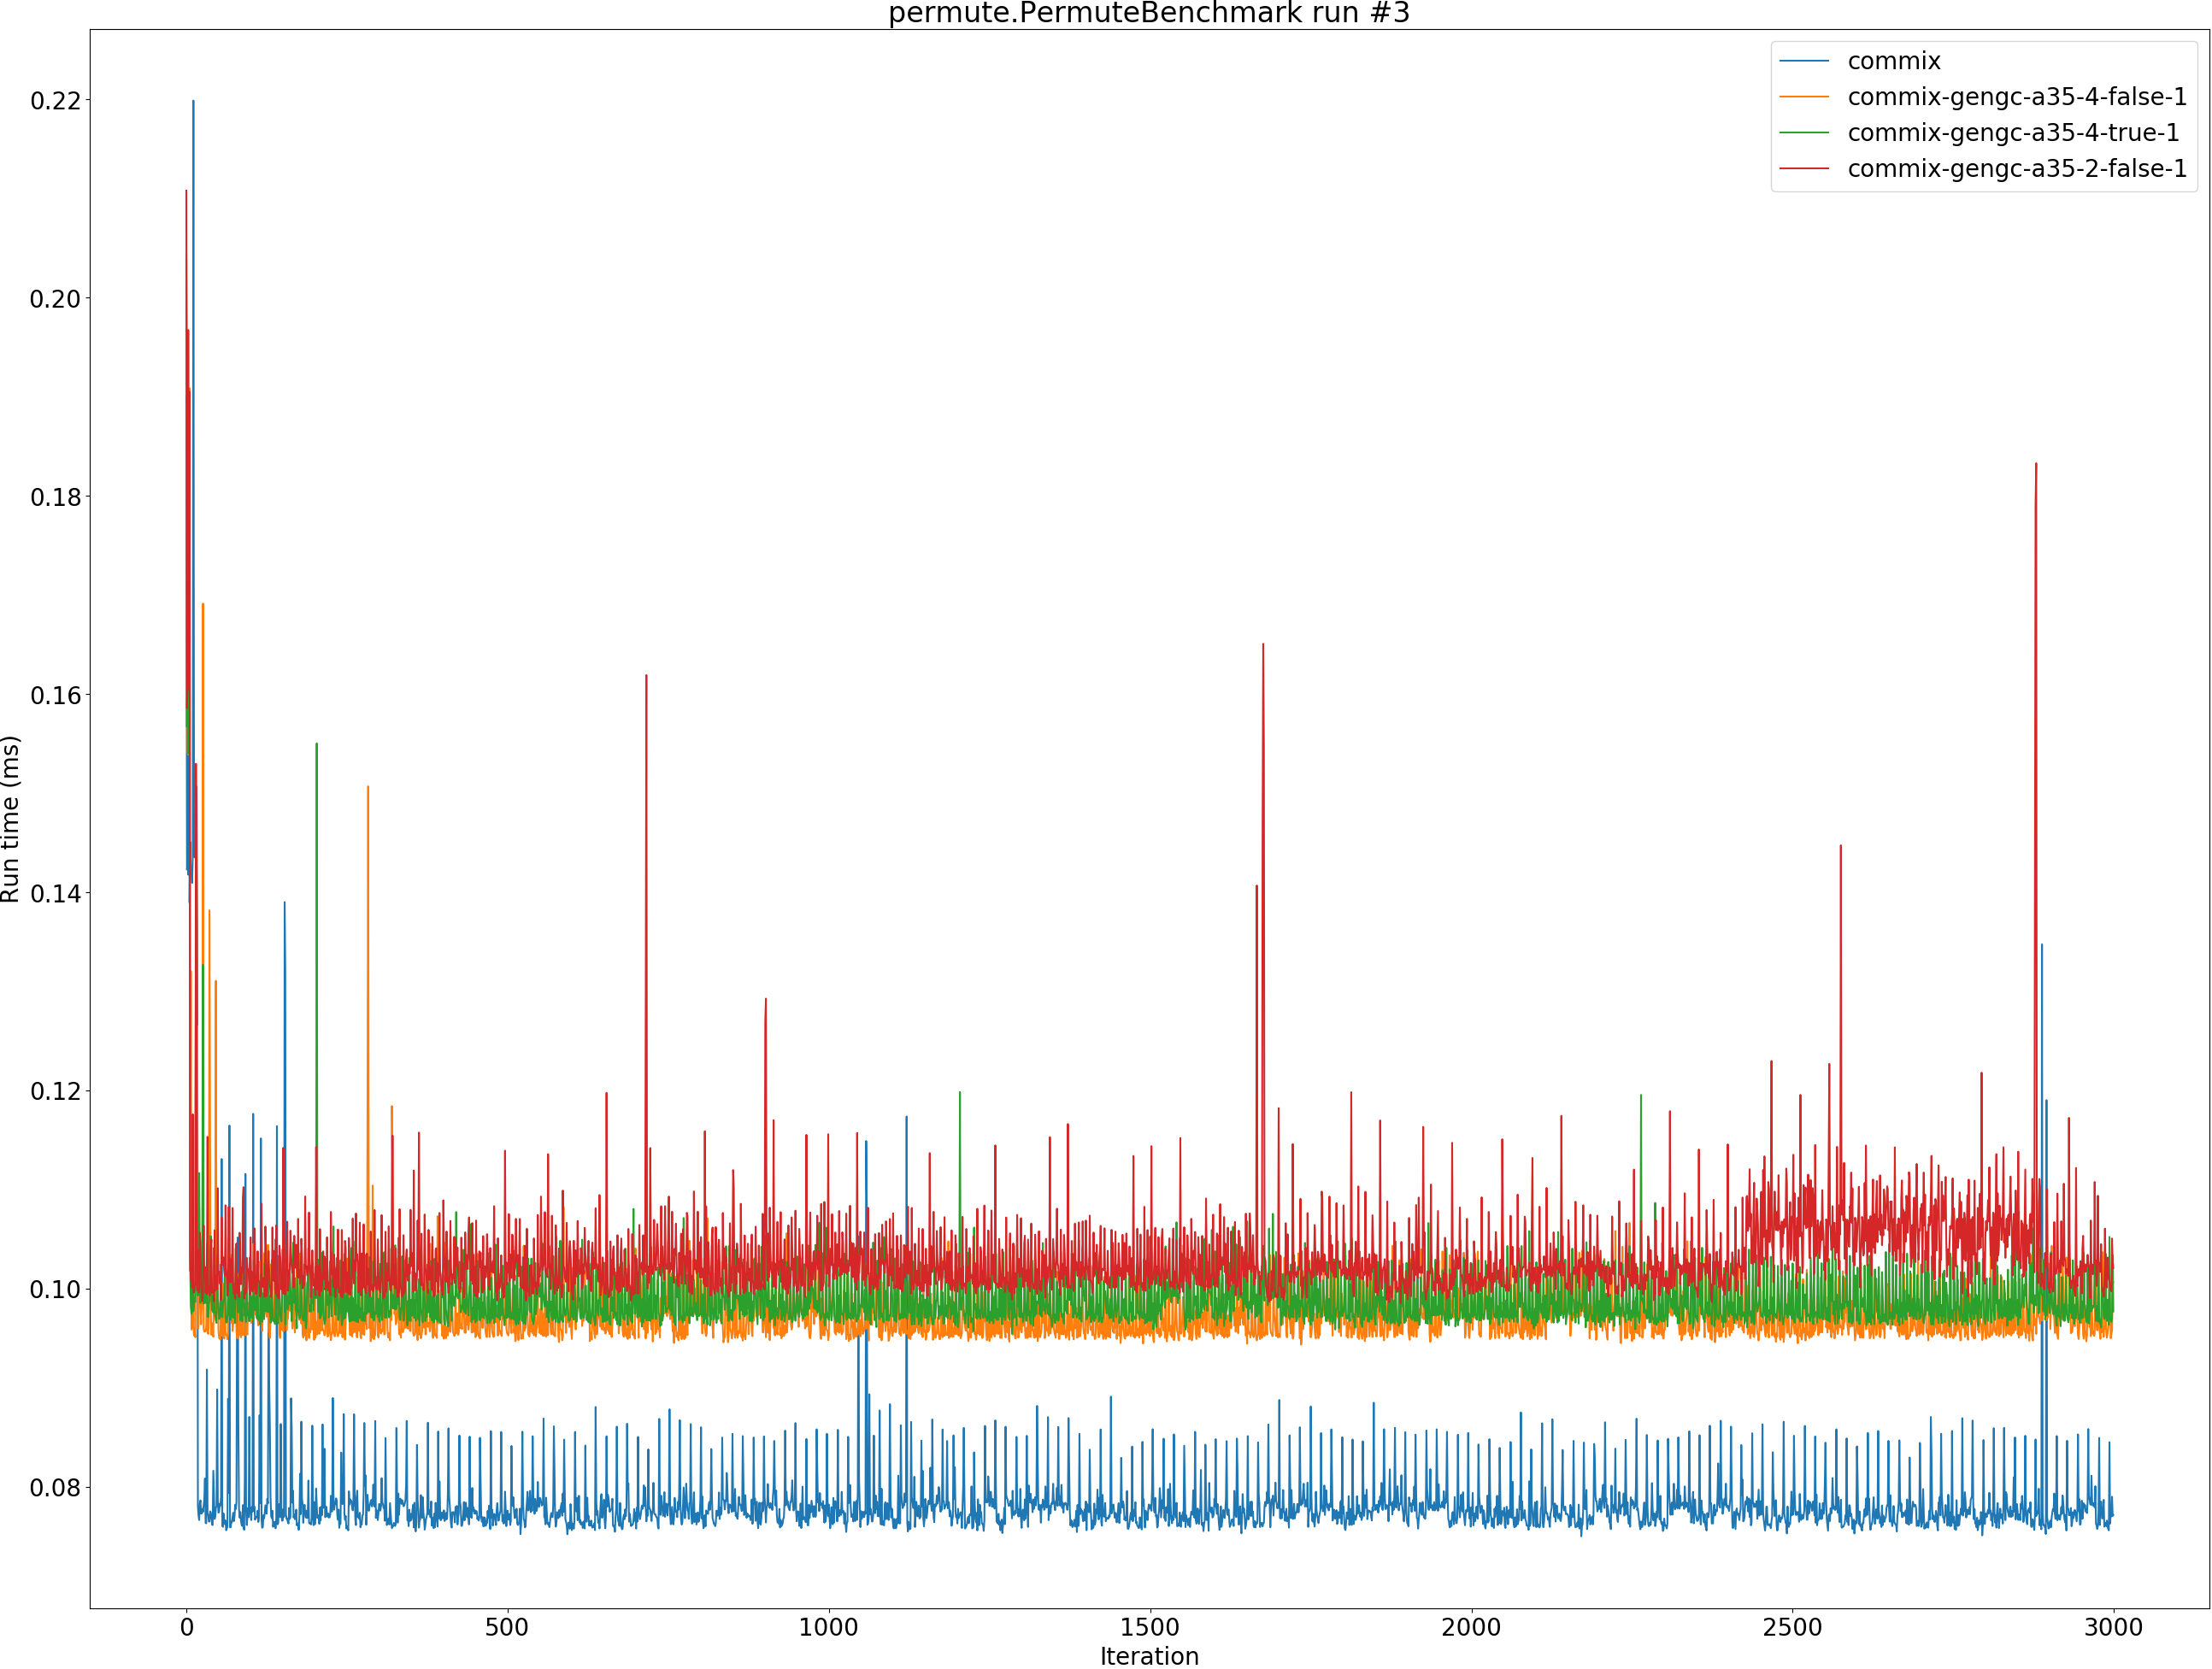 permute.PermuteBenchmark run #3
commix
commix-gengc-a35-4-false-1
commix-gengc-a35-4-true-1
commix-gengc-a35-2-false-1
0.22
0.20
0.18
0.16
0.14
0.12
0.10
0.08
Run time (ms)
0 500 1000 1500 2000 2500 3000
Iteration